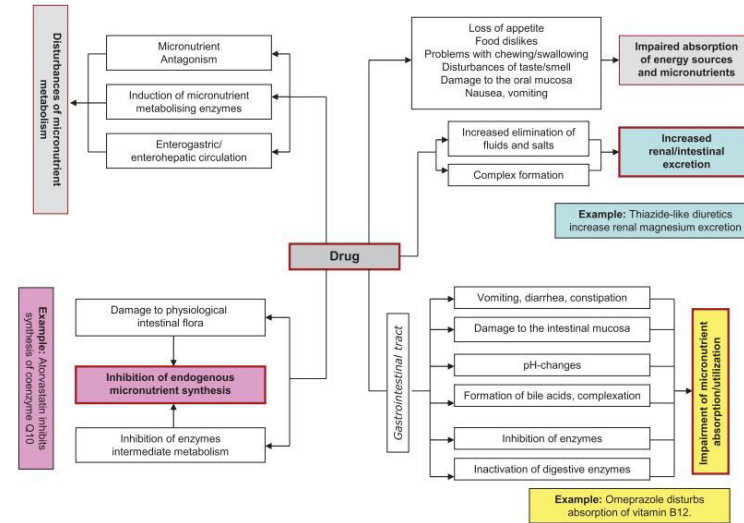 Disturbances of micronutrient
metabolism
Micronutrient
Antagonism
Induction of micronutrient
metabolising enzymes
Enterogastric/
enterohepatic circulation
Loss of appetite
Food dislikes
Problems with chewing/swallowing
Disturbances of taste/smell
Damage to the oral mucosa
Nausea, vomiting
Impaired absorption
of energy sources
and micronutrients
Increased elimination of
fluids and salts
Complex formation
Increased
renal/intestinal
excretion
Example: Thiazide-like diuretics
increase renal magnesium excretion
Drug
Example: Atorvastatin inhibits
synthesis of coenzyme Q10
Damage to physiological
intestinal flora
Inhibition of endogenous
micronutrient synthesis
Inhibition of enzymes
intermediate metabolism
Gastrointestinal tract
Vomiting, diarrhea, constipation
Damage to the intestinal mucosa
pH-changes
Formation of bile acids, complexation
Inhibition of enzymes
Inactivation of digestive enzymes
Impairment of micronutrient
absorption/utilization
Example: Omeprazole disturbs
absorption of vitamin B12.